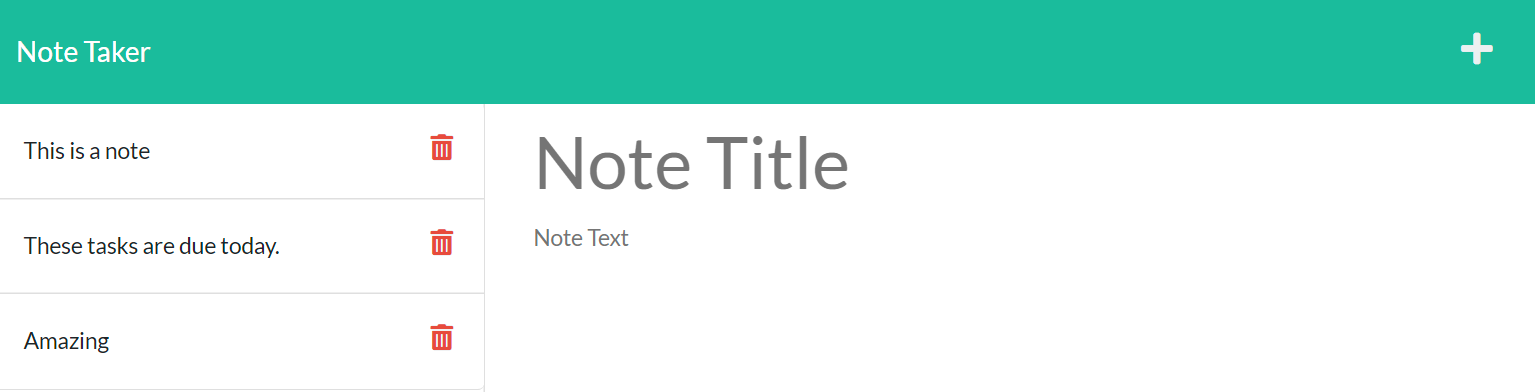 Note Taker
This is a note
These tasks are due today.
Amazing
Note Title
Note Text